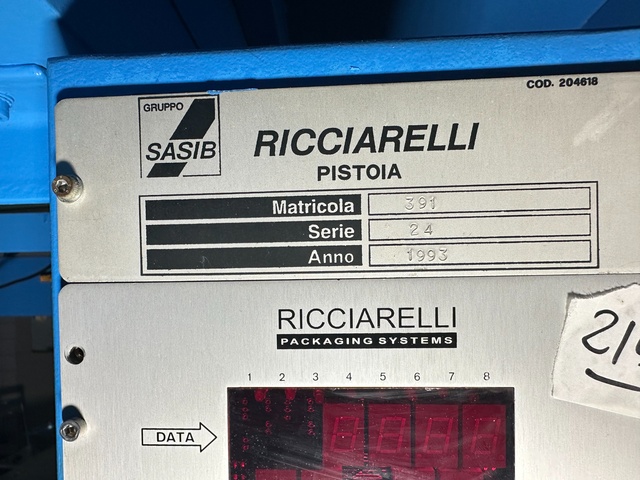 COD. 204618
GRUPPO
SASIB
RICCIARELLI
PISTOIA
Matricola 391
Serie 24
Anno 1993
RICCIARELLI
PACKAGING SYSTEMS
1 2 3 4 5 6 7 8
DATA